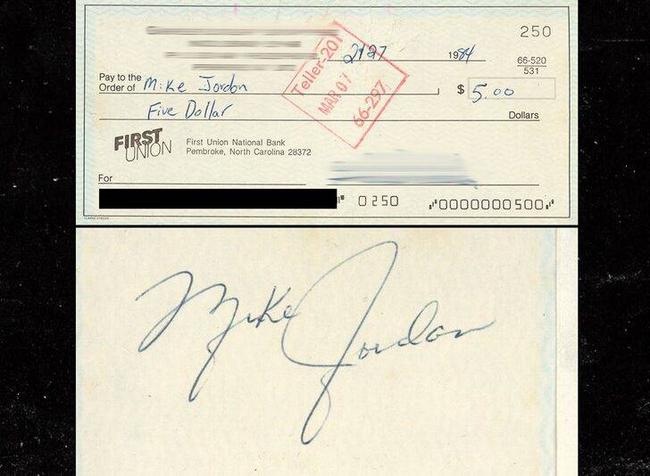 250
2/27 1984
66-520
531
Pay to the
Order of Mike Jordon $ 5.00
Teller-20
MAR 07
66-297
Five Dollar Dollars
FIRST
UNION
First Union National Bank
Pembroke, North Carolina 28372
For
0250 0000000500
Mike Jordan